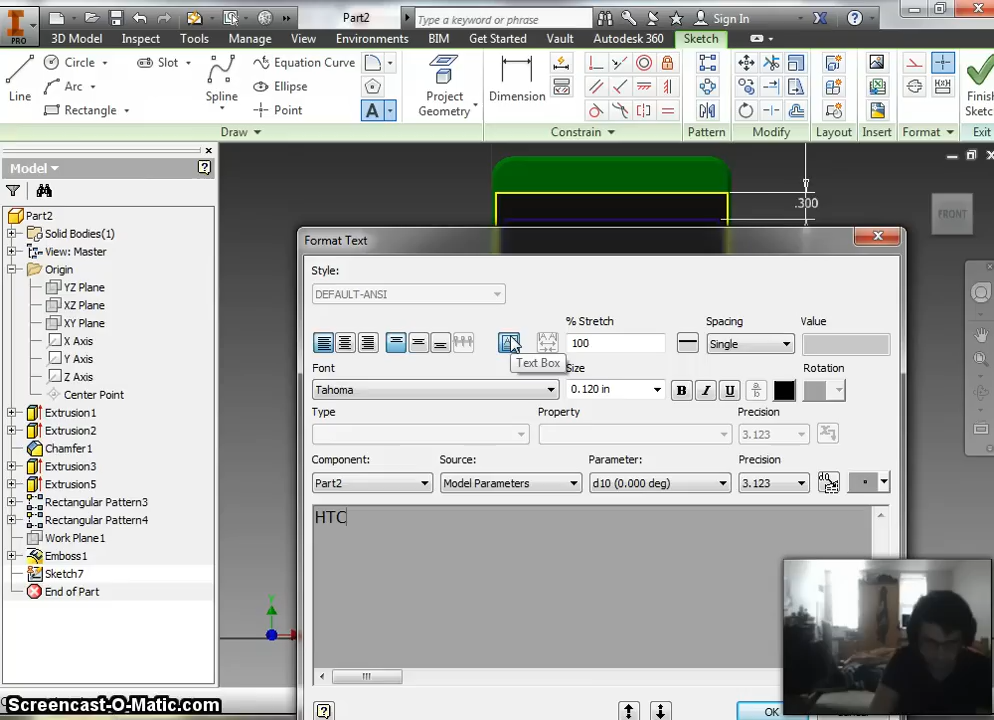 Part2
Type a keyword or phrase
Sign In
PRO
3D Model
Inspect
Tools
Manage
View
Environments
BIM
Get Started
Vault
Autodesk 360
Sketch
Line
Circle
Arc
Rectangle
Slot
Spline
Equation Curve
Ellipse
Point
A
Project
Geometry
Dimension
Finish
Sketc
Draw
Constrain
Pattern
Modify
Layout
Insert
Format
Exit
Model
Part2
Solid Bodies(1)
View: Master
Origin
YZ Plane
XZ Plane
XY Plane
X Axis
Y Axis
Z Axis
Center Point
Extrusion1
Extrusion2
Chamfer1
Extrusion3
Extrusion5
Rectangular Pattern3
Rectangular Pattern4
Work Plane1
Emboss1
Sketch7
End of Part
.300
FRONT
Y
Format Text
Style:
DEFAULT-ANSI
% Stretch
100
Spacing
Single
Value
Text Box
Font
Tahoma
Size
0.120 in
B
I
U
Rotation
Type
Property
Precision
3.123
Component:
Part2
Source:
Model Parameters
Parameter:
d10 (0.000 deg)
Precision
3.123
HTC
OK
Screencast-O-Matic.com